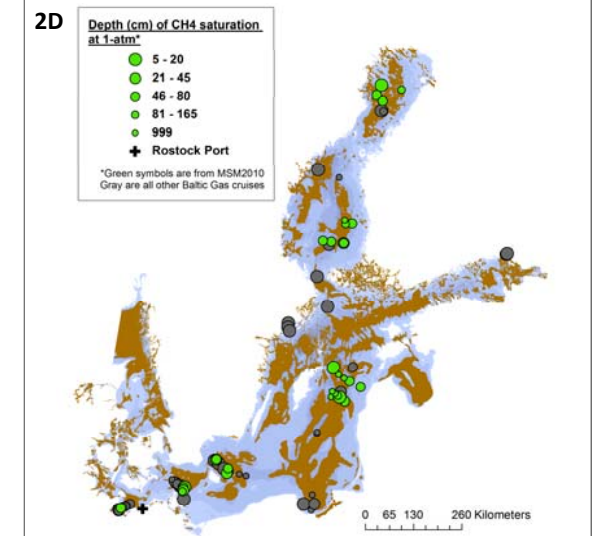 2D
Depth (cm) of CH4 saturation
at 1-atm*
5 - 20
21 - 45
46 - 80
81 - 165
999
Rostock Port
*Green symbols are from MSM2010
Gray are all other Baltic Gas cruises
0 65 130 260 Kilometers